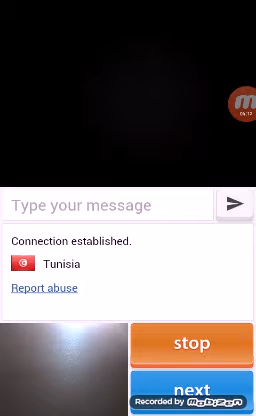 Type your message
Connection established.
Tunisia
Report abuse
stop
next
Recorded by mobizen